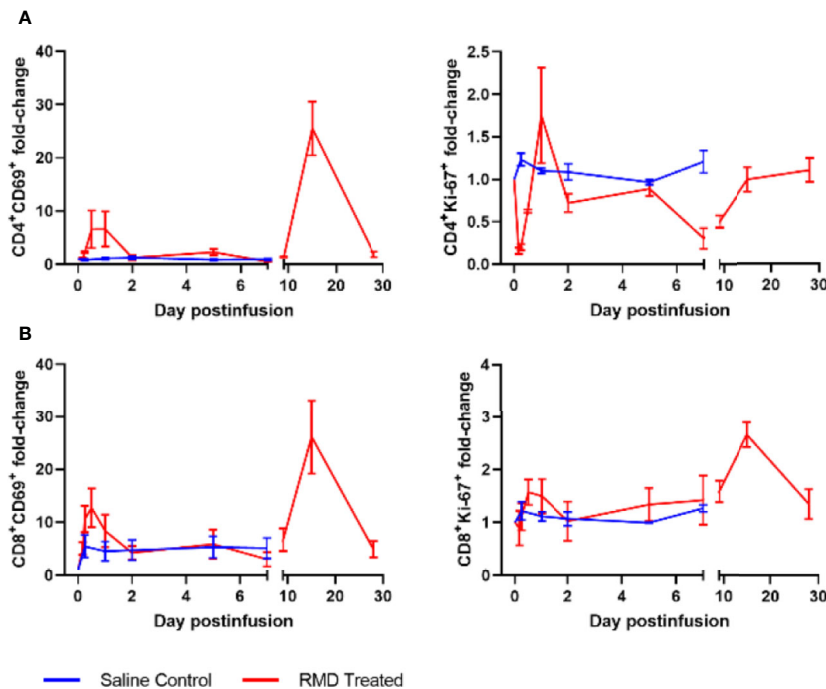 A
CD4+CD69+ fold-change
40
30
20
10
0
0 2 4 6 10 20 30
Day postinfusion
CD4+Ki-67+ fold-change
2.5
2.0
1.5
1.0
0.5
0.0
0 2 4 6 10 20 30
Day postinfusion
B
CD8+CD69+ fold-change
40
30
20
10
0
0 2 4 6 10 20 30
Day postinfusion
CD8+Ki-67+ fold-change
4
3
2
1
0
0 2 4 6 10 20 30
Day postinfusion
Saline Control RMD Treated